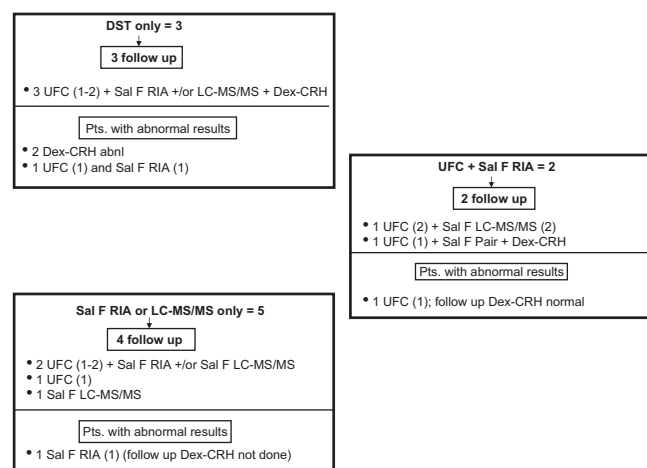 DST only = 3
3 follow up
• 3 UFC (1-2) + Sal F RIA +/or LC-MS/MS + Dex-CRH
Pts. with abnormal results
• 2 Dex-CRH abnl
• 1 UFC (1) and Sal F RIA (1)
UFC + Sal F RIA = 2
2 follow up
• 1 UFC (2) + Sal F LC-MS/MS (2)
• 1 UFC (1) + Sal F Pair + Dex-CRH
Pts. with abnormal results
• 1 UFC (1); follow up Dex-CRH normal
Sal F RIA or LC-MS/MS only = 5
4 follow up
• 2 UFC (1-2) + Sal F RIA +/or Sal F LC-MS/MS
• 1 UFC (1)
• 1 Sal F LC-MS/MS
Pts. with abnormal results
• 1 Sal F RIA (1) (follow up Dex-CRH not done)